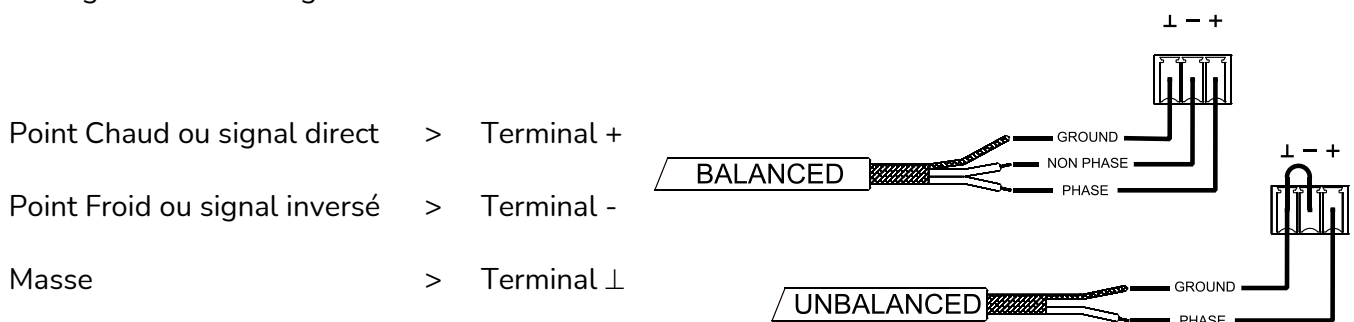 ⊥ − +
Point Chaud ou signal direct > Terminal +
GROUND
NON PHASE
PHASE
BALANCED
⊥ − +
Point Froid ou signal inversé > Terminal -
Masse > Terminal ⊥
GROUND
UNBALANCED
PHASE